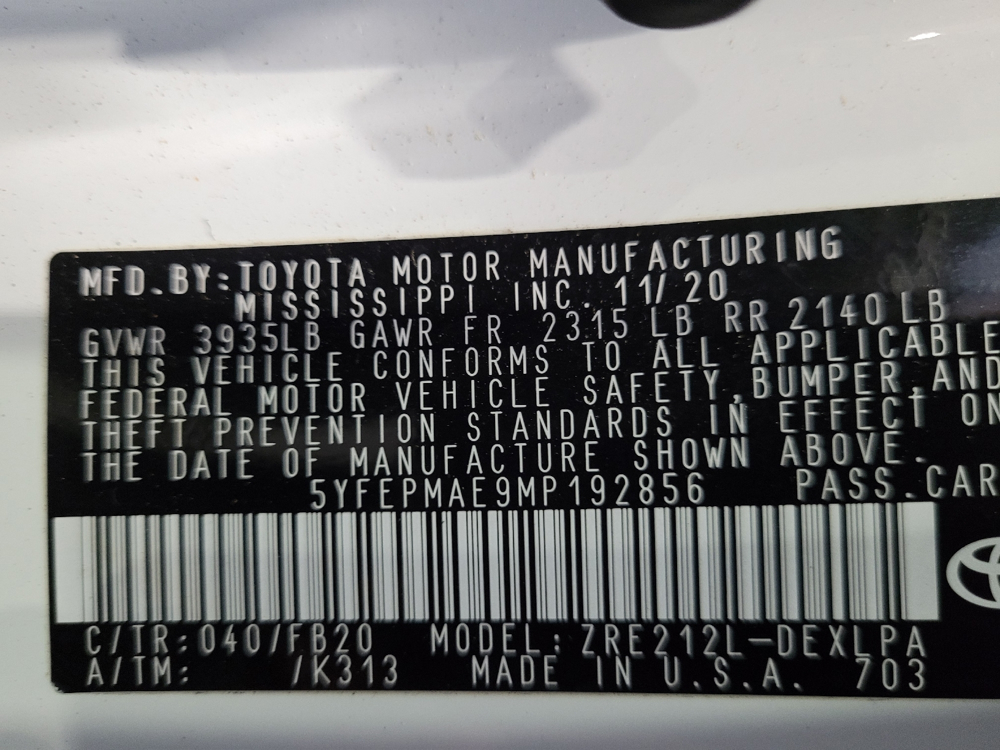 MFD.BY:TOYOTA MOTOR MANUFACTURING
MISSISSIPPI INC. 11/20
GVWR 3935LB GAWR FR 2315 LB RR 2140 LB
THIS VEHICLE CONFORMS TO ALL APPLICABLE
FEDERAL MOTOR VEHICLE SAFETY,BUMPER,AND
THEFT PREVENTION STANDARDS IN EFFECT ON
THE DATE OF MANUFACTURE SHOWN ABOVE.
5YFEPMAE9MP192856 PASS.CAR
C/TR:040/FB20 MODEL:ZRE212L-DEXLPA
A/TM: /K313 MADE IN U.S.A. 703